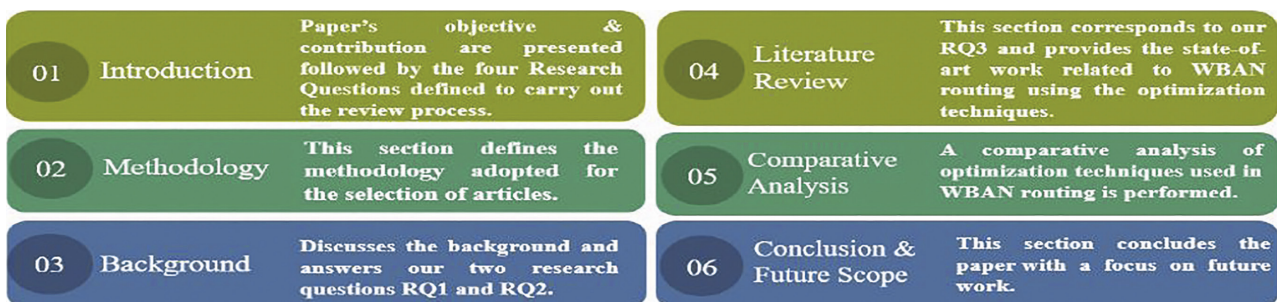 01
Introduction
Paper's objective &
contribution are presented
followed by the four Research
Questions defined to carry out
the review process.
02
Methodology
This section defines the
methodology adopted for
the selection of articles.
03
Background
Discusses the background and
answers our two research
questions RQ1 and RQ2.
04
Literature
Review
This section corresponds to our
RQ3 and provides the state-of-
art work related to WBAN
routing using the optimization
techniques.
05
Comparative
Analysis
A comparative analysis of
optimization techniques used in
WBAN routing is performed.
06
Conclusion &
Future Scope
This section concludes the
paper with a focus on future
work.